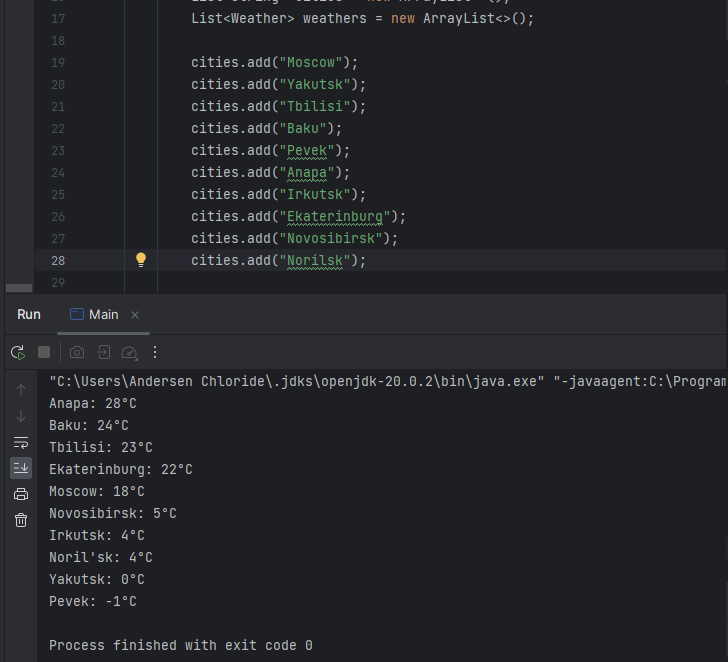 17 List<Weather> weathers = new ArrayList<>();
18
19 cities.add("Moscow");
20 cities.add("Yakutsk");
21 cities.add("Tbilisi");
22 cities.add("Baku");
23 cities.add("Pevek");
24 cities.add("Anapa");
25 cities.add("Irkutsk");
26 cities.add("Ekaterinburg");
27 cities.add("Novosibirsk");
28 cities.add("Norilsk");
29
Run Main ×
"C:\Users\Andersen Chloride\.jdks\openjdk-20.0.2\bin\java.exe" "-javaagent:C:\Program
Anapa: 28°C
Baku: 24°C
Tbilisi: 23°C
Ekaterinburg: 22°C
Moscow: 18°C
Novosibirsk: 5°C
Irkutsk: 4°C
Noril'sk: 4°C
Yakutsk: 0°C
Pevek: -1°C
Process finished with exit code 0